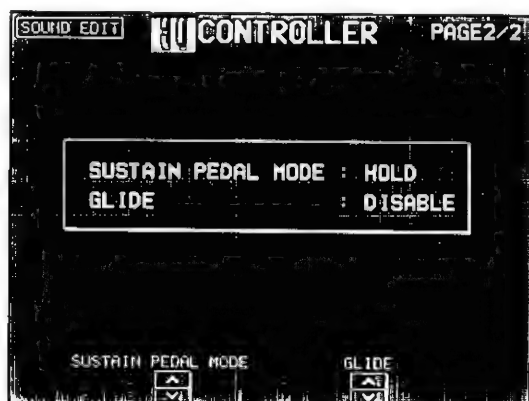 SOUND EDIT
CONTROLLER
PAGE2/2
SUSTAIN PEDAL MODE : HOLD
GLIDE : DISABLE
SUSTAIN PEDAL MODE
GLIDE